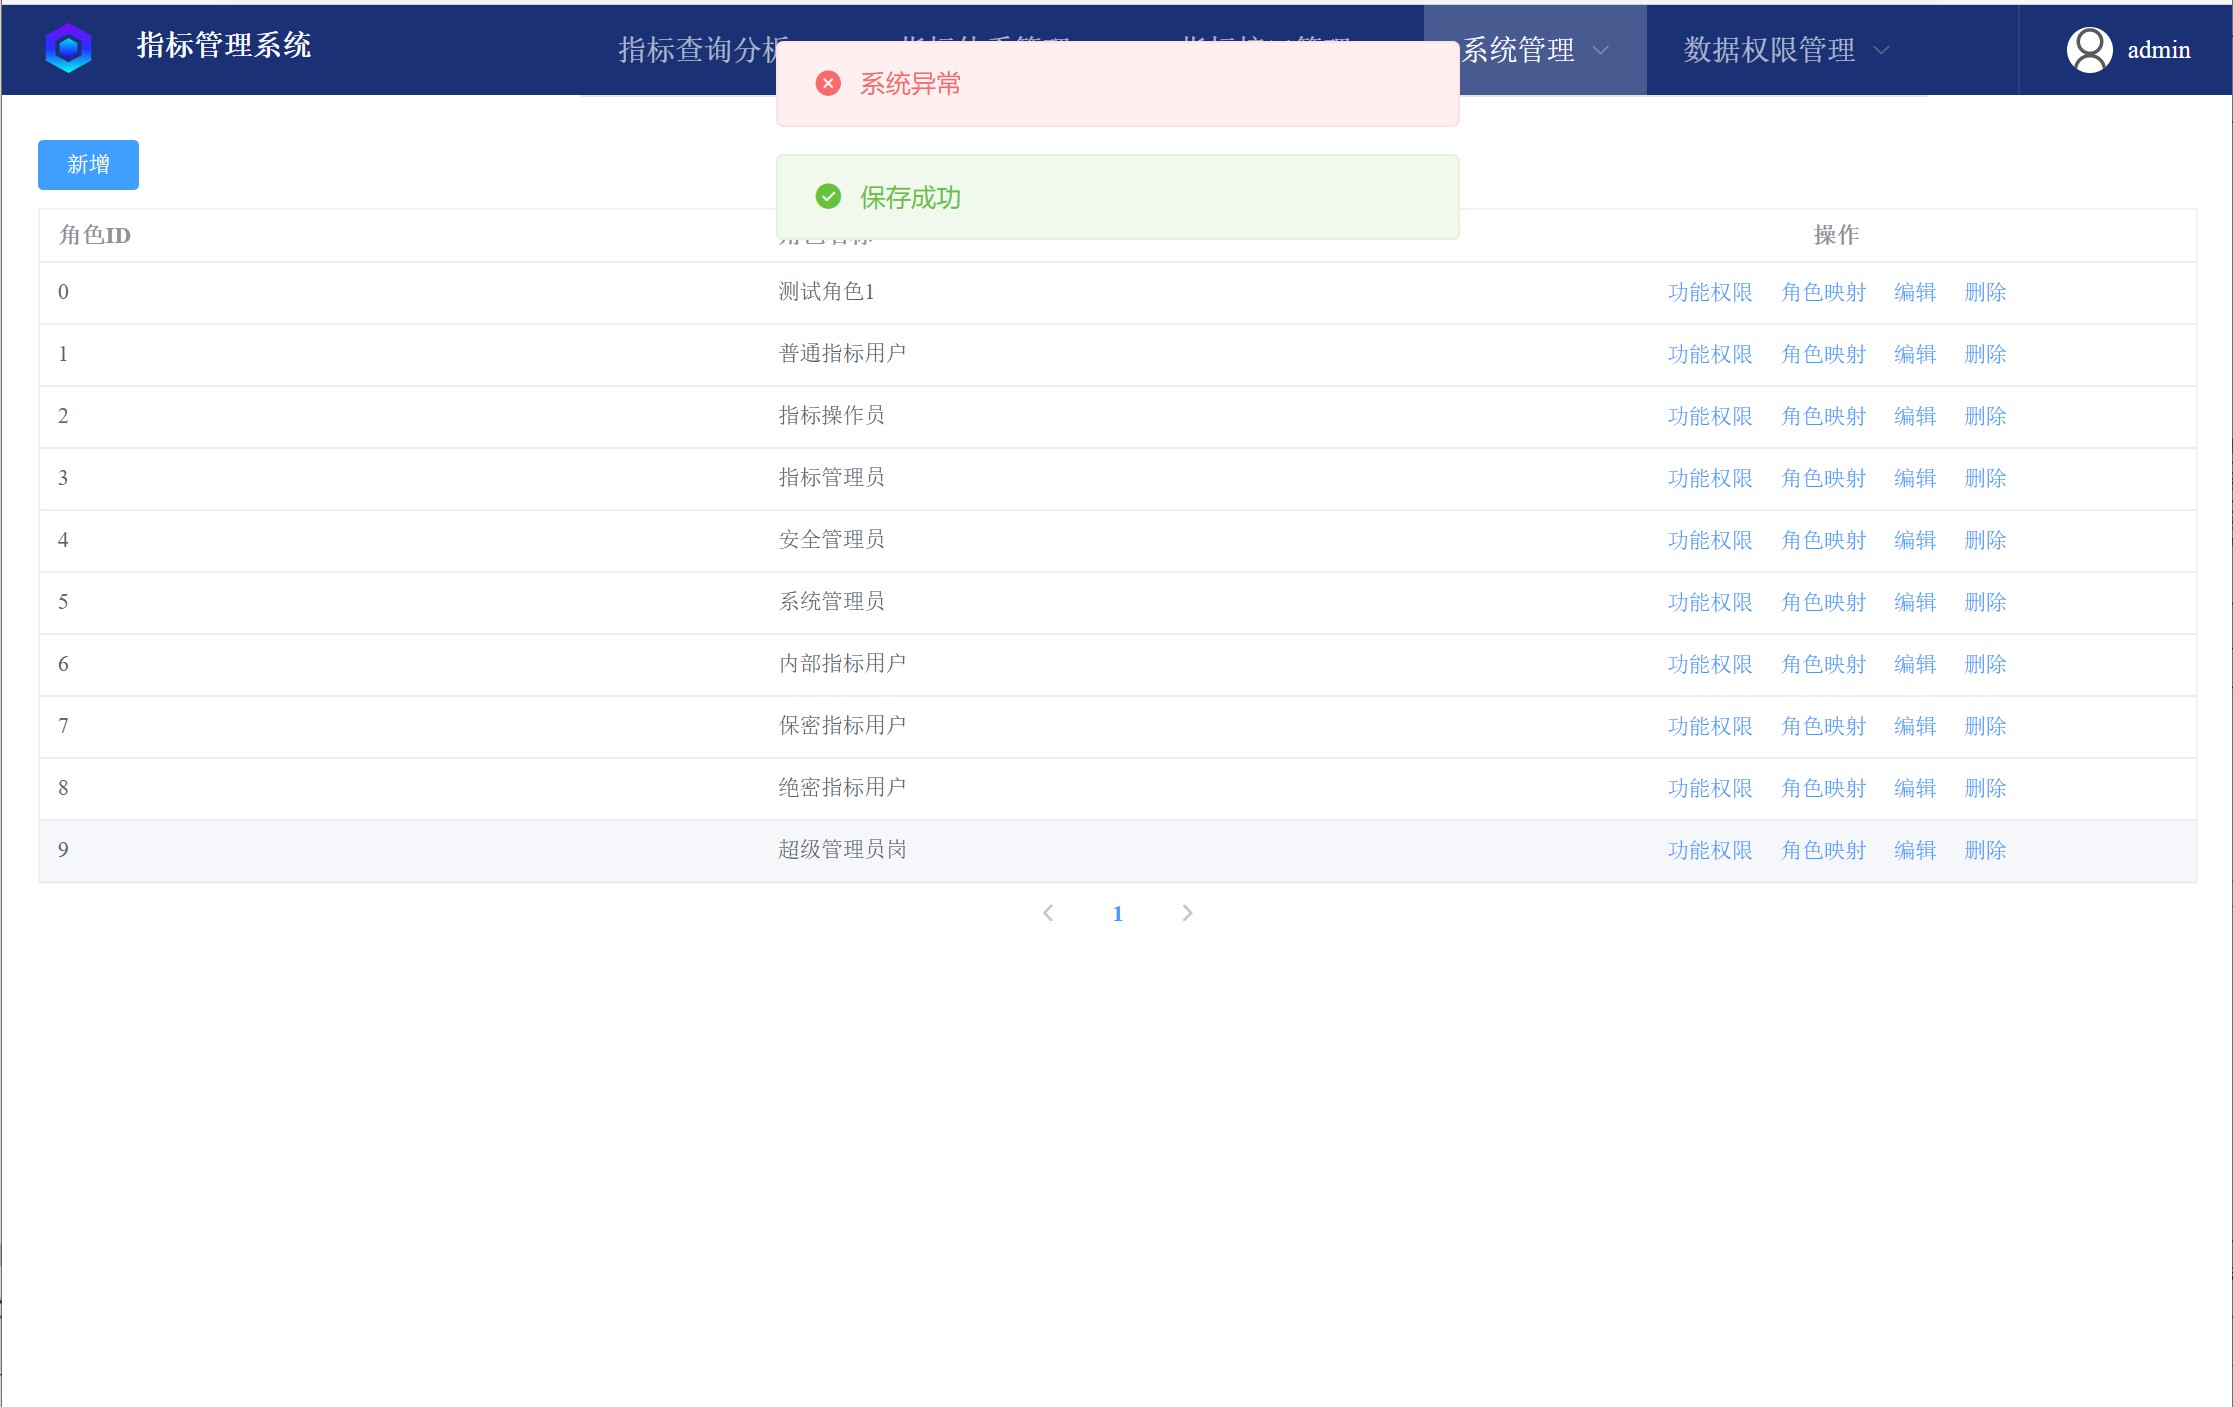 指标管理系统
指标查询分析
系统管理
数据权限管理
admin
系统异常
新增
保存成功
角色ID 操作
0 测试角色1 功能权限 角色映射 编辑 删除
1 普通指标用户 功能权限 角色映射 编辑 删除
2 指标操作员 功能权限 角色映射 编辑 删除
3 指标管理员 功能权限 角色映射 编辑 删除
4 安全管理员 功能权限 角色映射 编辑 删除
5 系统管理员 功能权限 角色映射 编辑 删除
6 内部指标用户 功能权限 角色映射 编辑 删除
7 保密指标用户 功能权限 角色映射 编辑 删除
8 绝密指标用户 功能权限 角色映射 编辑 删除
9 超级管理员岗 功能权限 角色映射 编辑 删除
1